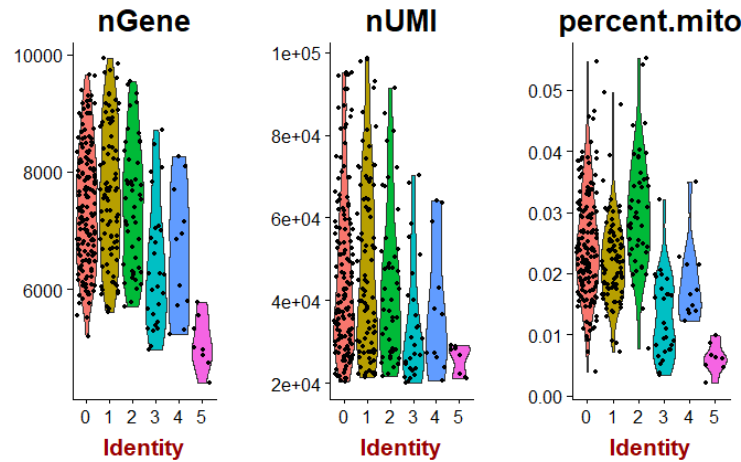 nGene
nUMI
percent.mito
10000
8000
6000
0 1 2 3 4 5
Identity
1e+05
8e+04
6e+04
4e+04
2e+04
0 1 2 3 4 5
Identity
0.05
0.04
0.03
0.02
0.01
0.00
0 1 2 3 4 5
Identity